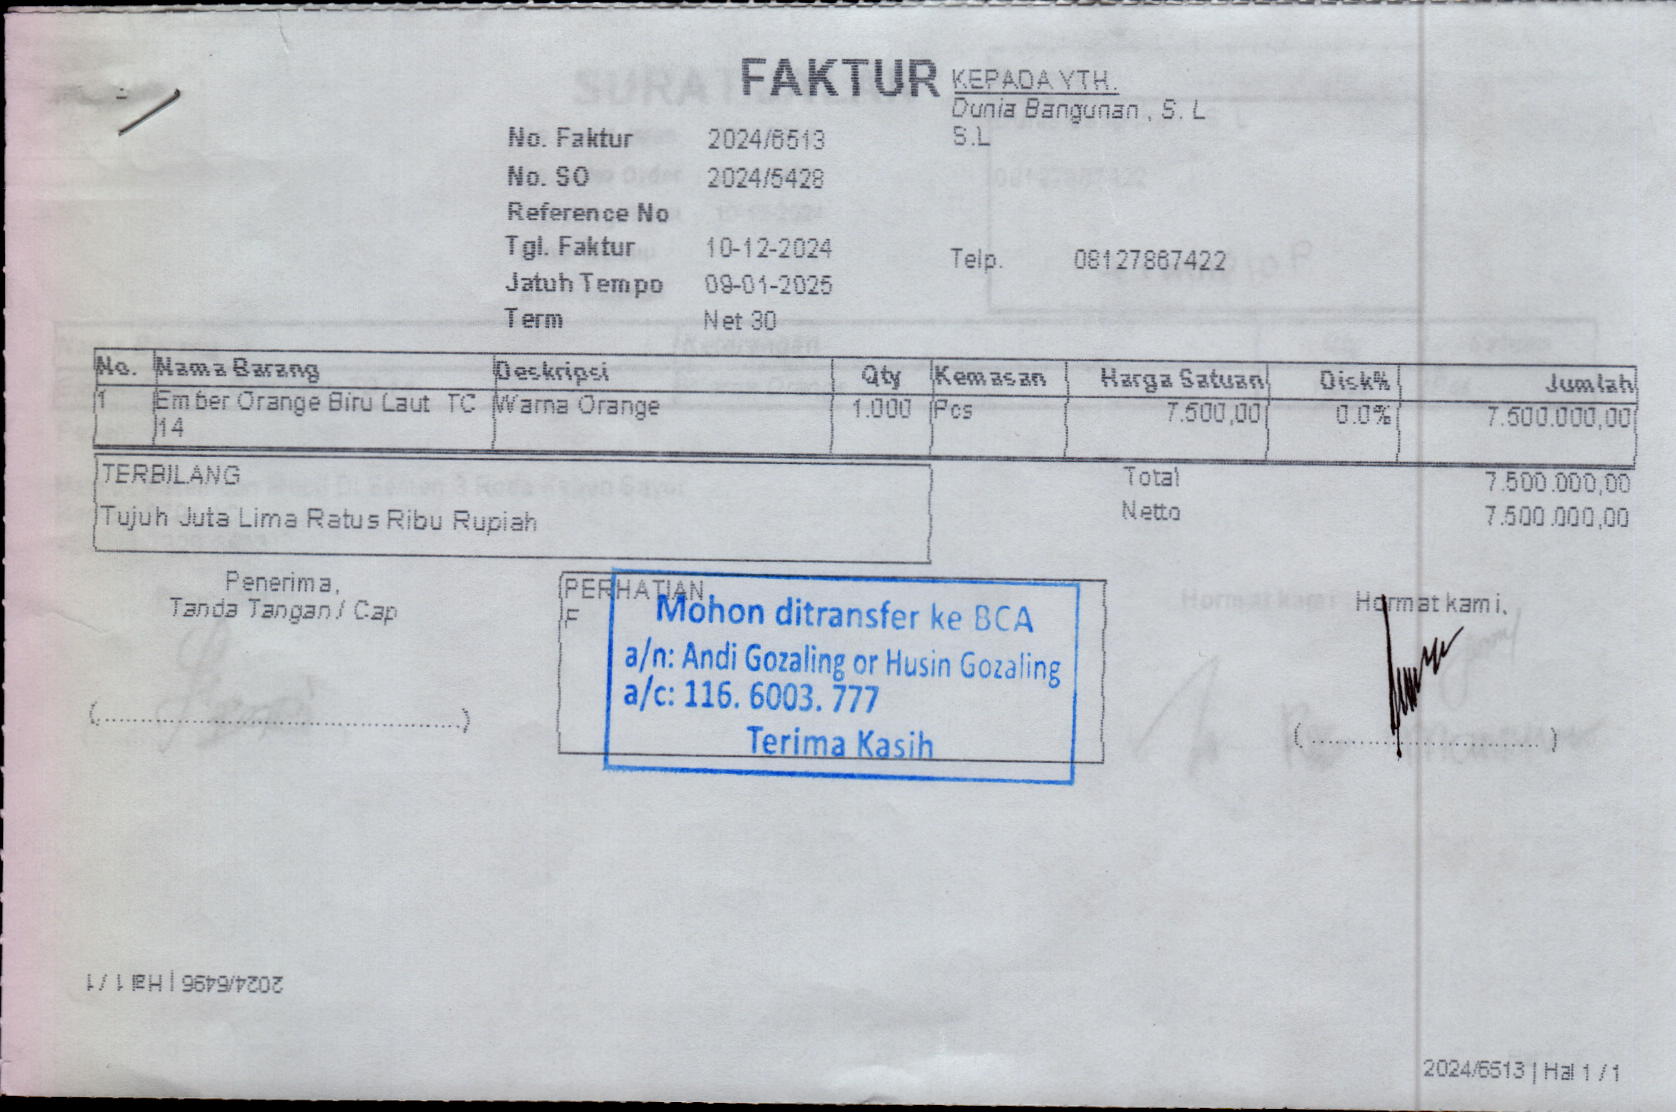 FAKTUR
KEPADA YTH.
Dunia Bangunan , S. L
S.L
No. Faktur 2024/6513
No. SO 2024/5428
Reference No
Tgl. Faktur 10-12-2024
Telp. 08127867422
Jatuh Tempo 09-01-2025
Term Net 30
No. Nama Barang Deskripsi Qty Kemasan Harga Satuan Disk% Jumlah
1 Ember Orange Biru Laut TC Warna Orange 1.000 Pcs 7.500,00 0.0% 7.500.000,00
14
TERBILANG
Total 7.500.000,00
Tujuh Juta Lima Ratus Ribu Rupiah
Netto 7.500.000,00
Penerima,
Tanda Tangan / Cap
PERHATIAN
F
Mohon ditransfer ke BCA
a/n: Andi Gozaling or Husin Gozaling
a/c: 116. 6003. 777
Terima Kasih
Hormat kami,
(........................................)
(........................................)
2024/6496 | Hal 1 / 1
2024/6513 | Hal 1 / 1